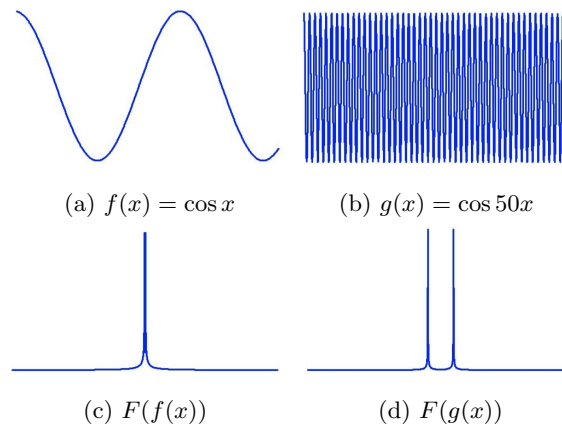 (a) f(x) = cos x
(b) g(x) = cos 50x
(c) F(f(x))
(d) F(g(x))